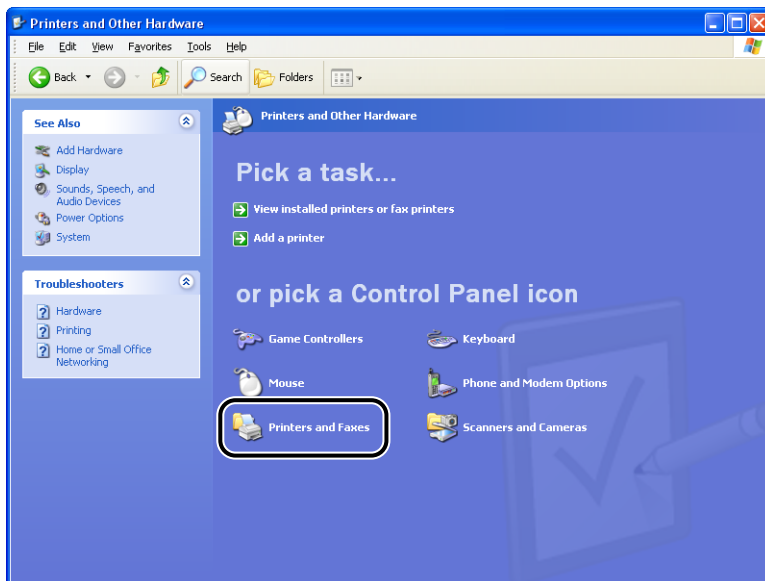 Printers and Other Hardware
File Edit View Favorites Tools Help
Back Search Folders
See Also
Add Hardware
Display
Sounds, Speech, and
Audio Devices
Power Options
System
Troubleshooters
Hardware
Printing
Home or Small Office
Networking
Printers and Other Hardware
Pick a task...
View installed printers or fax printers
Add a printer
or pick a Control Panel icon
Game Controllers
Keyboard
Mouse
Phone and Modem Options
Printers and Faxes
Scanners and Cameras